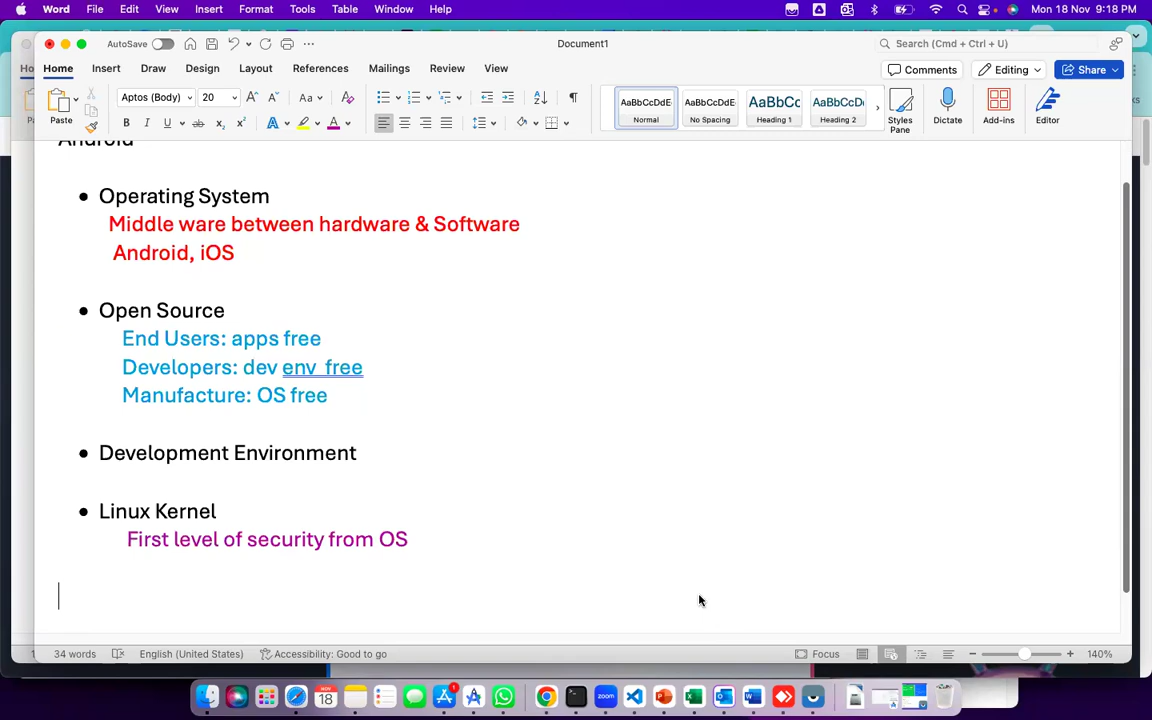 Word File Edit View Insert Format Tools Table Window Help Mon 18 Nov 9:18 PM
AutoSave Document1 Search (Cmd + Ctrl + U)
Home Insert Draw Design Layout References Mailings Review View Comments Editing Share
Paste Aptos (Body) 20 Aa
AaBbCcDdE AaBbCcDdE AaBbCc AaBbCcD
Normal No Spacing Heading 1 Heading 2 Styles Pane Dictate Add-ins Editor
Android
• Operating System
Middle ware between hardware & Software
Android, iOS
• Open Source
End Users: apps free
Developers: dev env free
Manufacture: OS free
• Development Environment
• Linux Kernel
First level of security from OS
34 words English (United States) Accessibility: Good to go Focus 140%